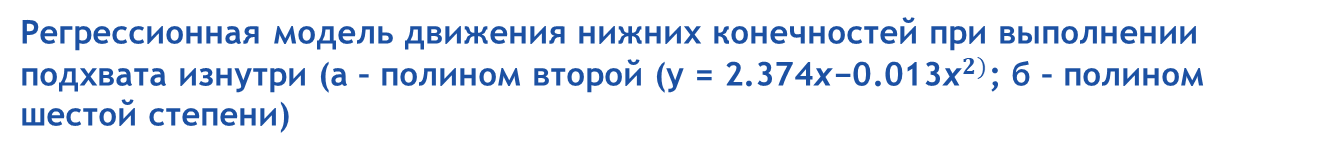 Регрессионная модель движения нижних конечностей при выполнении
подхвата изнутри (а – полином второй (y = 2.374x−0.013x²⁾; б – полином
шестой степени)